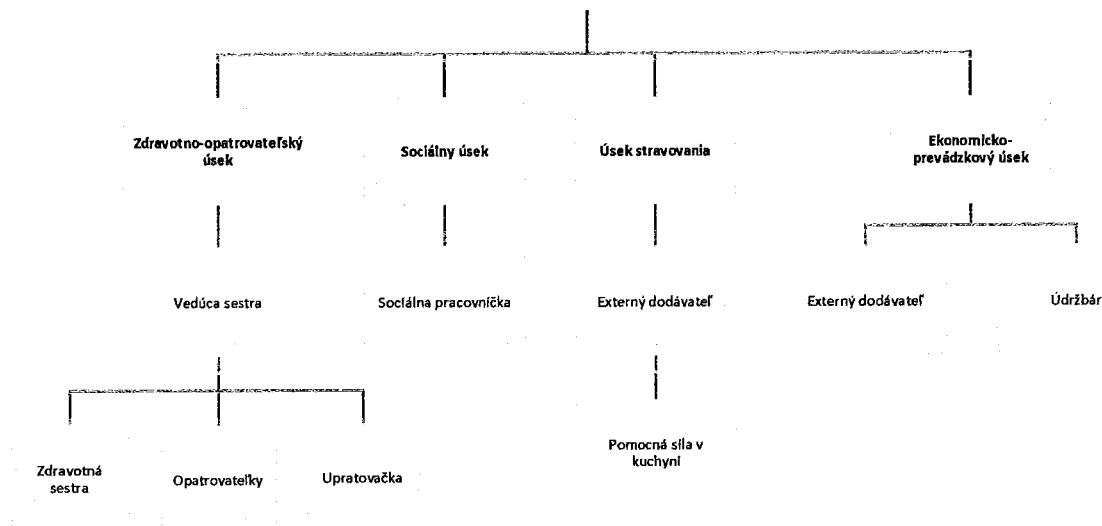 Zdravotno-opatrovateľský
úsek
Sociálny úsek
Úsek stravovania
Ekonomicko-
prevádzkový úsek
Vedúca sestra
Sociálna pracovníčka
Externý dodávateľ
Externý dodávateľ
Údržbár
Zdravotná
sestra
Opatrovateľky
Upratovačka
Pomocná sila v
kuchyni